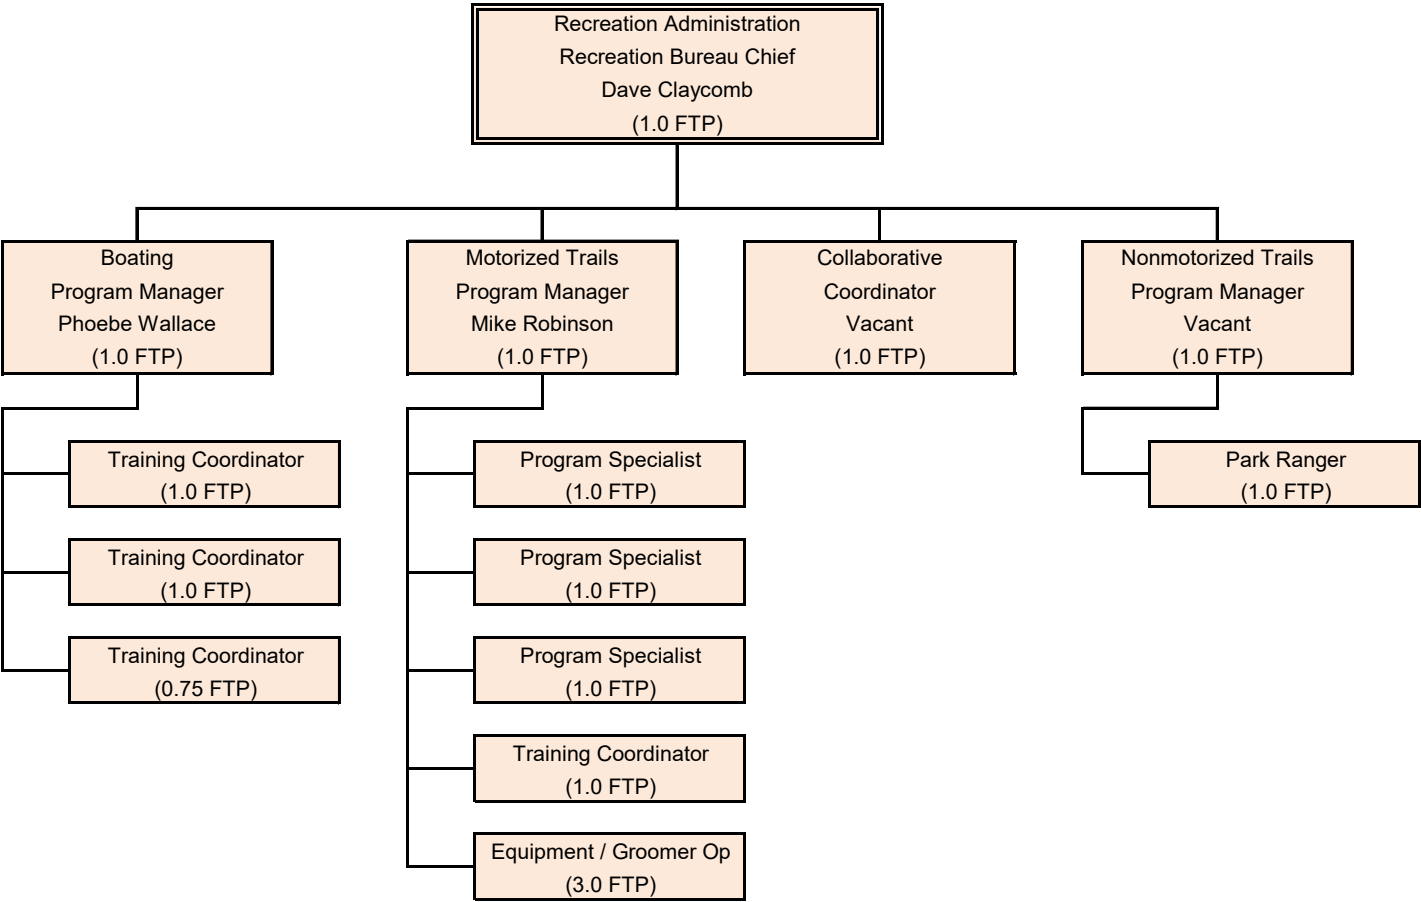 Recreation Administration
Recreation Bureau Chief
Dave Claycomb
(1.0 FTP)
Boating
Program Manager
Phoebe Wallace
(1.0 FTP)
Motorized Trails
Program Manager
Mike Robinson
(1.0 FTP)
Collaborative
Coordinator
Vacant
(1.0 FTP)
Nonmotorized Trails
Program Manager
Vacant
(1.0 FTP)
Training Coordinator
(1.0 FTP)
Training Coordinator
(1.0 FTP)
Training Coordinator
(0.75 FTP)
Program Specialist
(1.0 FTP)
Program Specialist
(1.0 FTP)
Program Specialist
(1.0 FTP)
Training Coordinator
(1.0 FTP)
Equipment / Groomer Op
(3.0 FTP)
Park Ranger
(1.0 FTP)